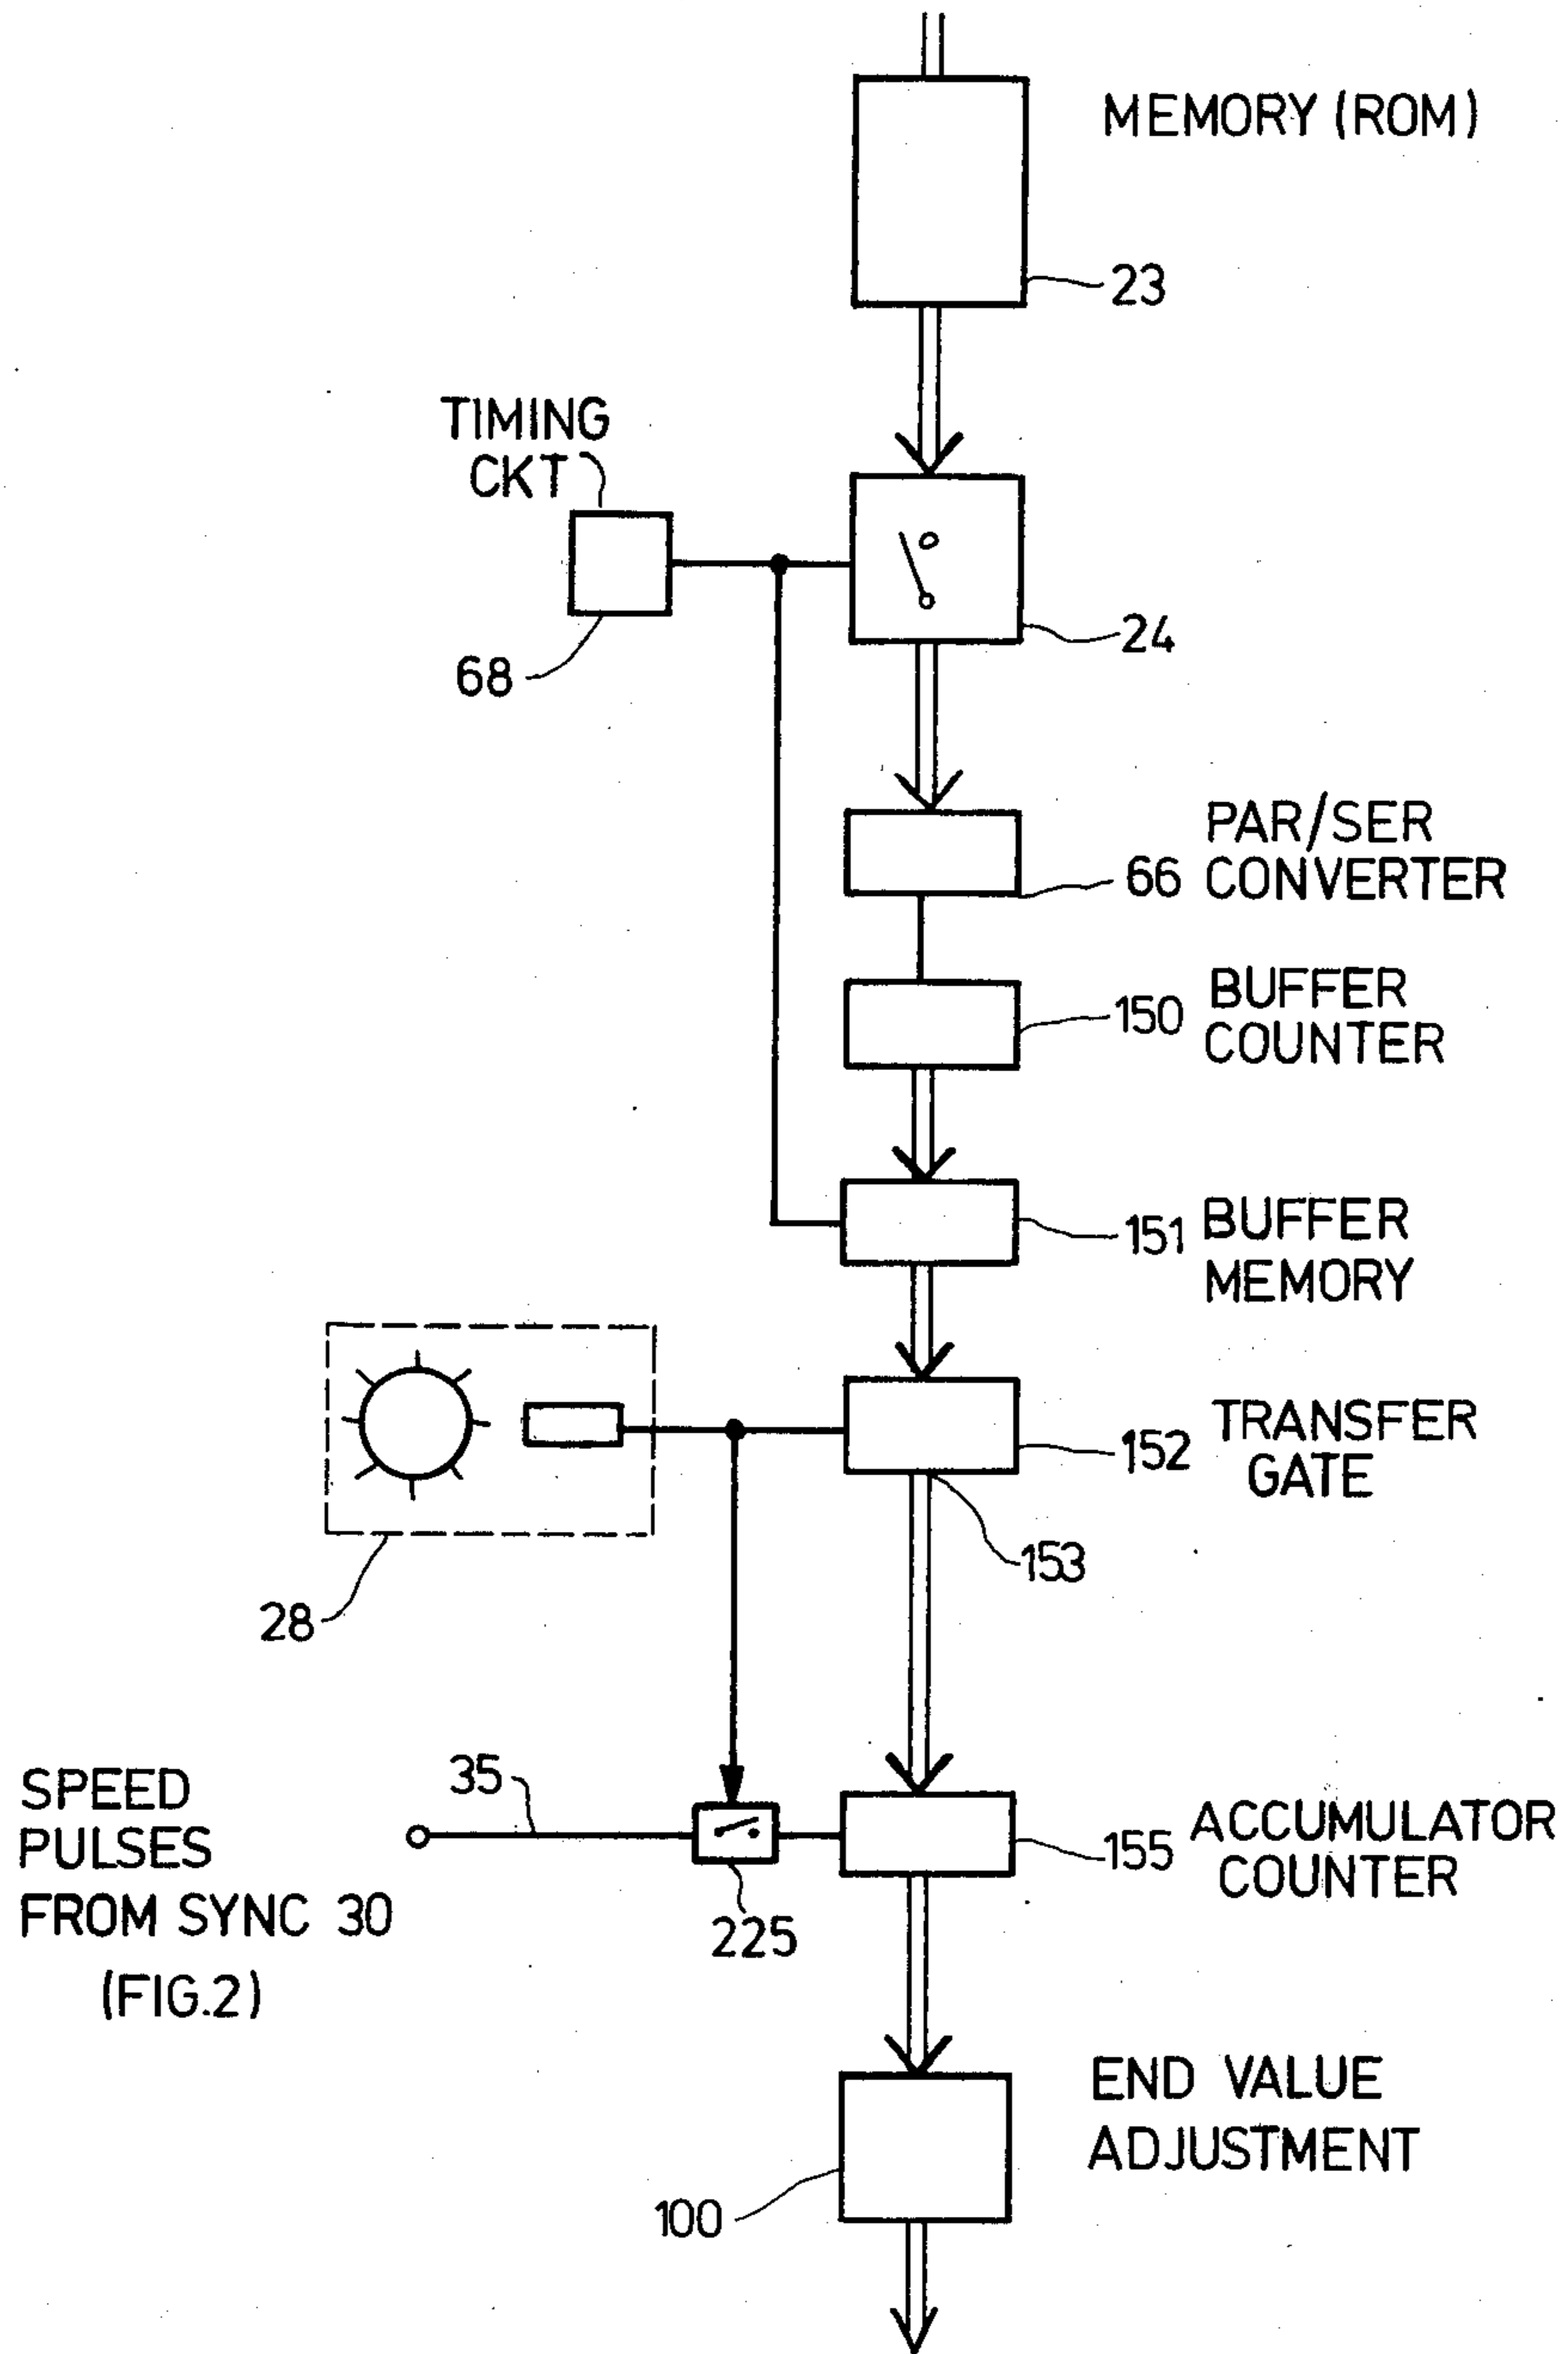 MEMORY (ROM)
23
TIMING
CKT
68
24
PAR/SER
66 CONVERTER
BUFFER
150
COUNTER
151 BUFFER
MEMORY
TRANSFER
152
GATE
153
28
35
SPEED
PULSES
FROM SYNC 30
(FIG.2)
225
ACCUMULATOR
155
COUNTER
END VALUE
ADJUSTMENT
100